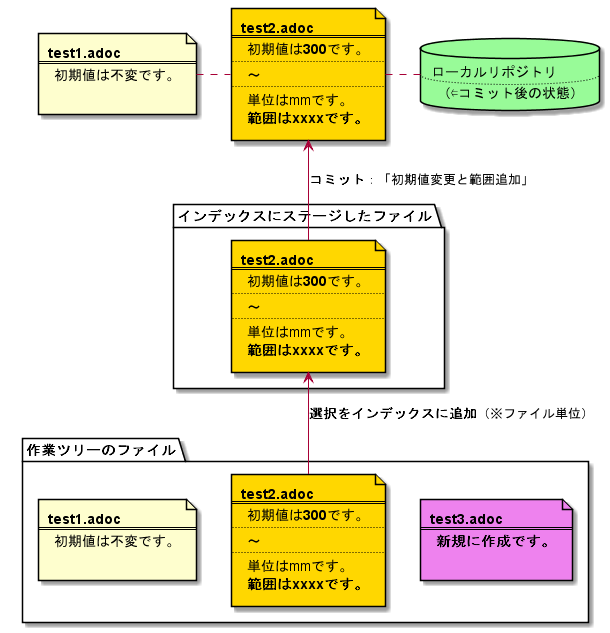 test1.adoc
初期値は不変です。
test2.adoc
初期値は300です。
～
単位はmmです。
範囲はxxxxです。
ローカルリポジトリ
（⇐コミット後の状態）
コミット：「初期値変更と範囲追加」
インデックスにステージしたファイル
test2.adoc
初期値は300です。
～
単位はmmです。
範囲はxxxxです。
選択をインデックスに追加（※ファイル単位）
作業ツリーのファイル
test1.adoc
初期値は不変です。
test2.adoc
初期値は300です。
～
単位はmmです。
範囲はxxxxです。
test3.adoc
新規に作成です。